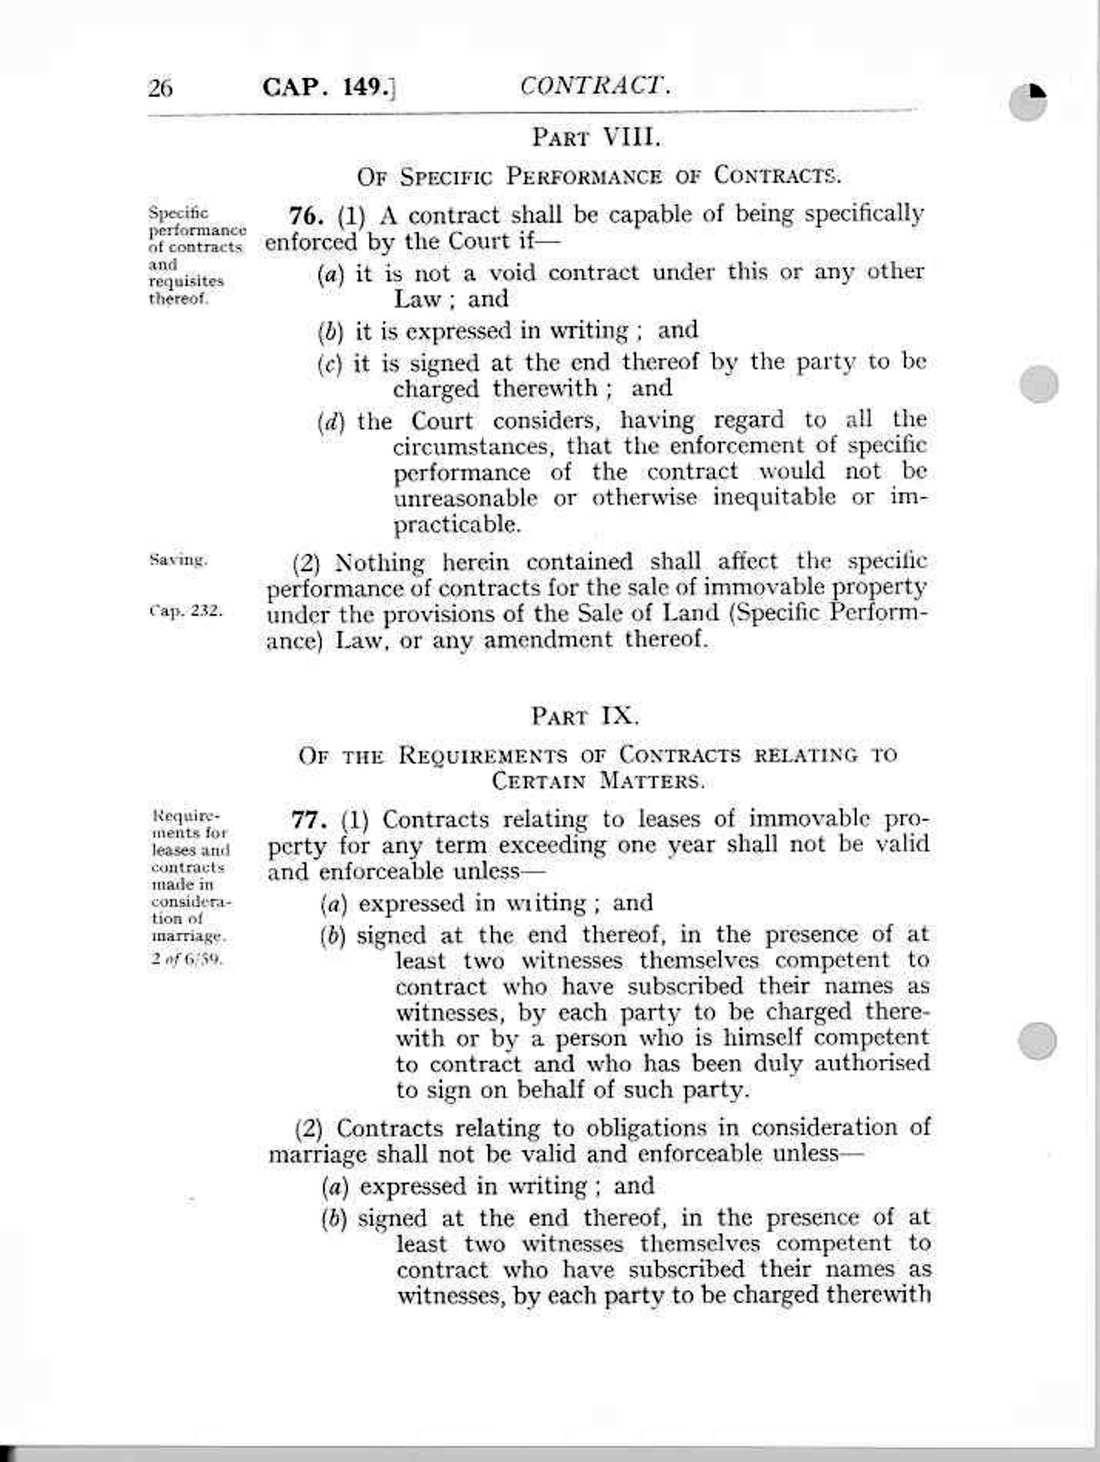 26 CAP. 149.] CONTRACT.
PART VIII.
OF SPECIFIC PERFORMANCE OF CONTRACTS.
Specific
performance
of contracts
and
requisites
thereof.
76. (1) A contract shall be capable of being specifically
enforced by the Court if—
(a) it is not a void contract under this or any other
Law ; and
(b) it is expressed in writing ; and
(c) it is signed at the end thereof by the party to be
charged therewith ; and
(d) the Court considers, having regard to all the
circumstances, that the enforcement of specific
performance of the contract would not be
unreasonable or otherwise inequitable or im-
practicable.
Saving.
Cap. 232.
(2) Nothing herein contained shall affect the specific
performance of contracts for the sale of immovable property
under the provisions of the Sale of Land (Specific Perform-
ance) Law, or any amendment thereof.
PART IX.
OF THE REQUIREMENTS OF CONTRACTS RELATING TO
CERTAIN MATTERS.
Require-
ments for
leases and
contracts
made in
considera-
tion of
marriage.
2 of 6/59.
77. (1) Contracts relating to leases of immovable pro-
perty for any term exceeding one year shall not be valid
and enforceable unless—
(a) expressed in writing ; and
(b) signed at the end thereof, in the presence of at
least two witnesses themselves competent to
contract who have subscribed their names as
witnesses, by each party to be charged there-
with or by a person who is himself competent
to contract and who has been duly authorised
to sign on behalf of such party.
(2) Contracts relating to obligations in consideration of
marriage shall not be valid and enforceable unless—
(a) expressed in writing ; and
(b) signed at the end thereof, in the presence of at
least two witnesses themselves competent to
contract who have subscribed their names as
witnesses, by each party to be charged therewith